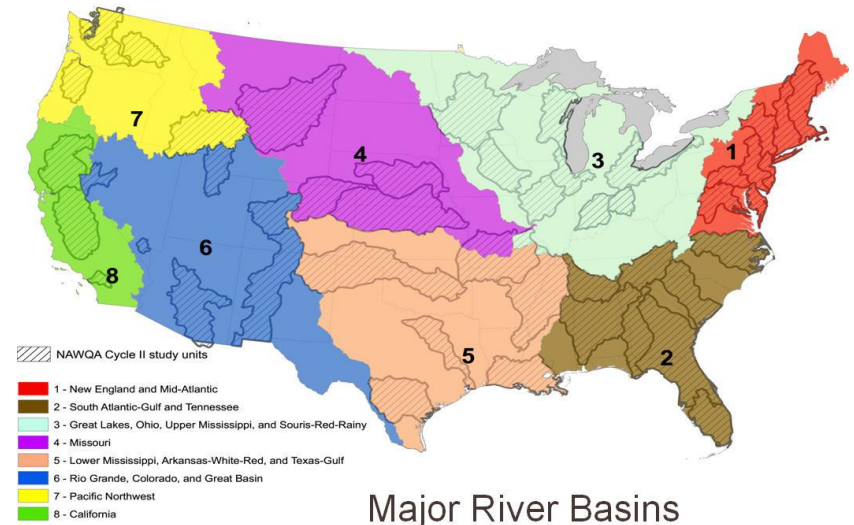 7
4
3
1
6
8
5
2
NAWQA Cycle II study units
1 - New England and Mid-Atlantic
2 - South Atlantic-Gulf and Tennessee
3 - Great Lakes, Ohio, Upper Mississippi, and Souris-Red-Rainy
4 - Missouri
5 - Lower Mississippi, Arkansas-White-Red, and Texas-Gulf
6 - Rio Grande, Colorado, and Great Basin
7 - Pacific Northwest
8 - California
Major River Basins